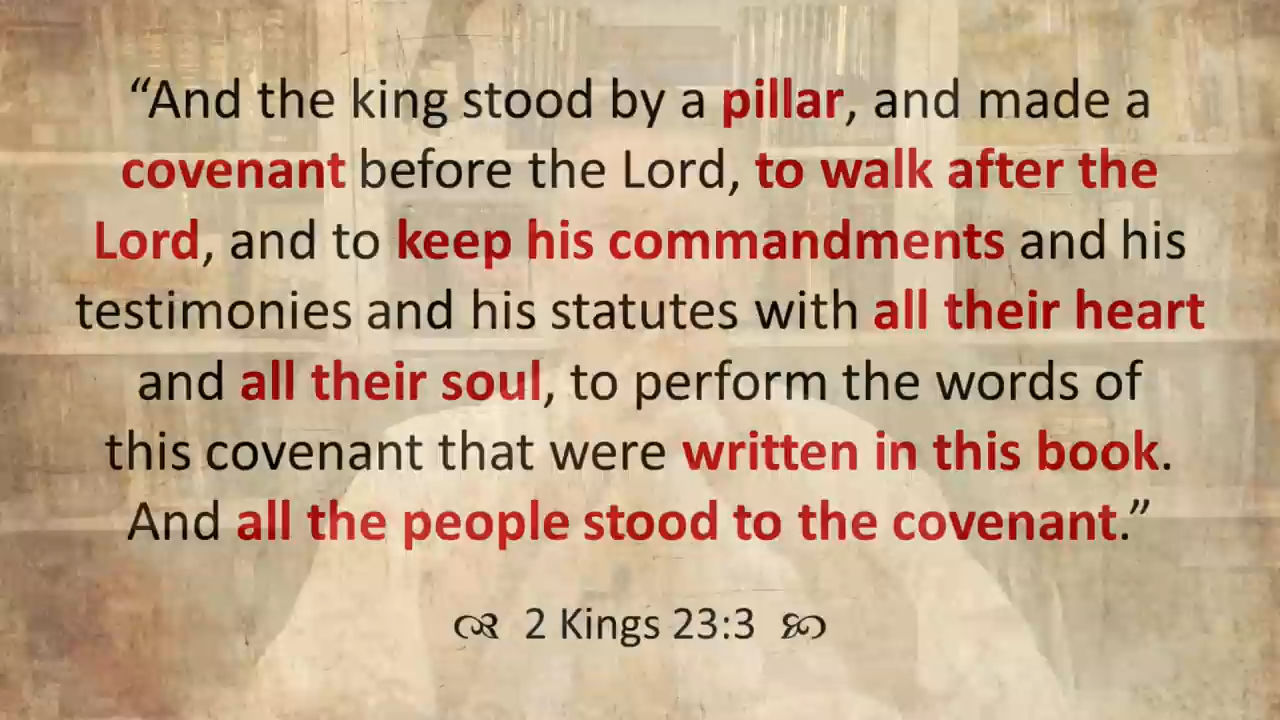 “And the king stood by a pillar, and made a
covenant before the Lord, to walk after the
Lord, and to keep his commandments and his
testimonies and his statutes with all their heart
and all their soul, to perform the words of
this covenant that were written in this book.
And all the people stood to the covenant.”
2 Kings 23:3